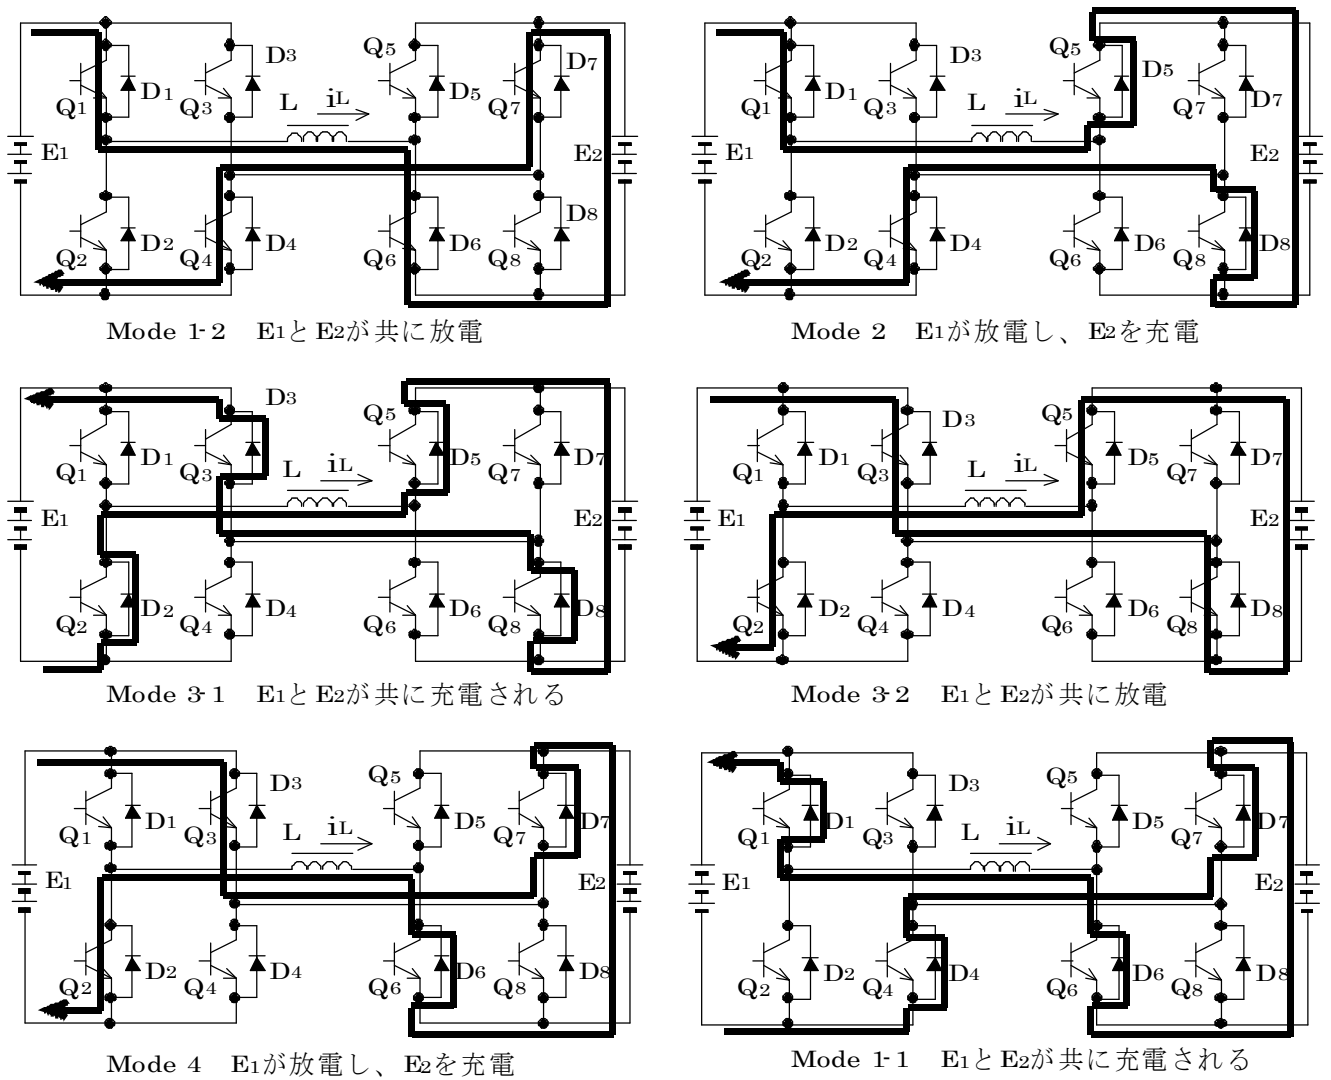 Q1 D1 Q3 D3 L iL Q5 D5 Q7 D7
E1 E2
Q2 D2 Q4 D4 Q6 D6 Q8 D8
Mode 1-2 E1とE2が共に放電
Q1 D1 Q3 D3 L iL Q5 D5 Q7 D7
E1 E2
Q2 D2 Q4 D4 Q6 D6 Q8 D8
Mode 2 E1が放電し、E2を充電
Q1 D1 Q3 D3 L iL Q5 D5 Q7 D7
E1 E2
Q2 D2 Q4 D4 Q6 D6 Q8 D8
Mode 3-1 E1とE2が共に充電される
Q1 D1 Q3 D3 L iL Q5 D5 Q7 D7
E1 E2
Q2 D2 Q4 D4 Q6 D6 Q8 D8
Mode 3-2 E1とE2が共に放電
Q1 D1 Q3 D3 L iL Q5 D5 Q7 D7
E1 E2
Q2 D2 Q4 D4 Q6 D6 Q8 D8
Mode 4 E1が放電し、E2を充電
Q1 D1 Q3 D3 L iL Q5 D5 Q7 D7
E1 E2
Q2 D2 Q4 D4 Q6 D6 Q8 D8
Mode 1-1 E1とE2が共に充電される